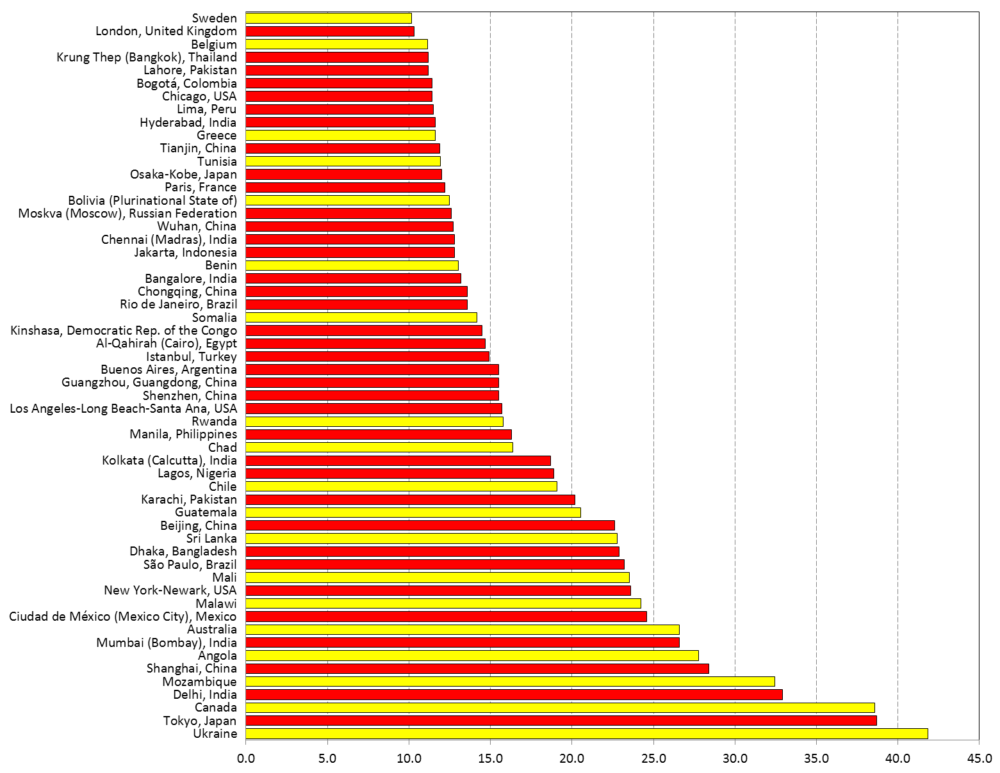 Sweden
London, United Kingdom
Belgium
Krung Thep (Bangkok), Thailand
Lahore, Pakistan
Bogotá, Colombia
Chicago, USA
Lima, Peru
Hyderabad, India
Greece
Tianjin, China
Tunisia
Osaka-Kobe, Japan
Paris, France
Bolivia (Plurinational State of)
Moskva (Moscow), Russian Federation
Wuhan, China
Chennai (Madras), India
Jakarta, Indonesia
Benin
Bangalore, India
Chongqing, China
Rio de Janeiro, Brazil
Somalia
Kinshasa, Democratic Rep. of the Congo
Al-Qahirah (Cairo), Egypt
Istanbul, Turkey
Buenos Aires, Argentina
Guangzhou, Guangdong, China
Shenzhen, China
Los Angeles-Long Beach-Santa Ana, USA
Rwanda
Manila, Philippines
Chad
Kolkata (Calcutta), India
Lagos, Nigeria
Chile
Karachi, Pakistan
Guatemala
Beijing, China
Sri Lanka
Dhaka, Bangladesh
São Paulo, Brazil
Mali
New York-Newark, USA
Malawi
Ciudad de México (Mexico City), Mexico
Australia
Mumbai (Bombay), India
Angola
Shanghai, China
Mozambique
Delhi, India
Canada
Tokyo, Japan
Ukraine
0.0 5.0 10.0 15.0 20.0 25.0 30.0 35.0 40.0 45.0